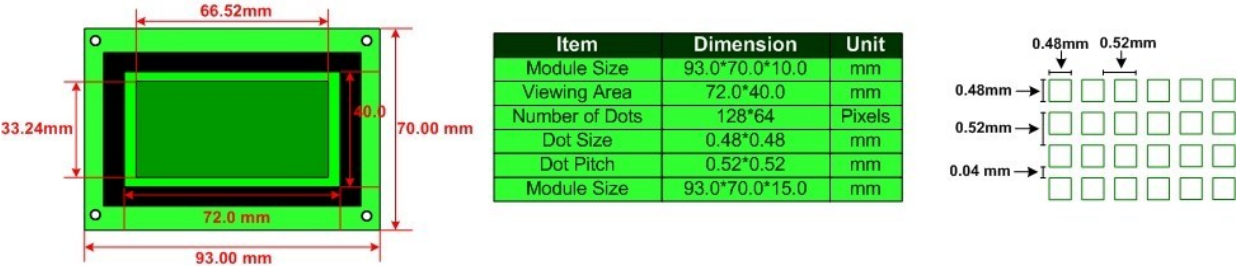 66.52mm
33.24mm
40.0
70.00 mm
72.0 mm
93.00 mm
Item Dimension Unit
Module Size 93.0*70.0*10.0 mm
Viewing Area 72.0*40.0 mm
Number of Dots 128*64 Pixels
Dot Size 0.48*0.48 mm
Dot Pitch 0.52*0.52 mm
Module Size 93.0*70.0*15.0 mm
0.48mm 0.52mm
0.48mm
0.52mm
0.04 mm